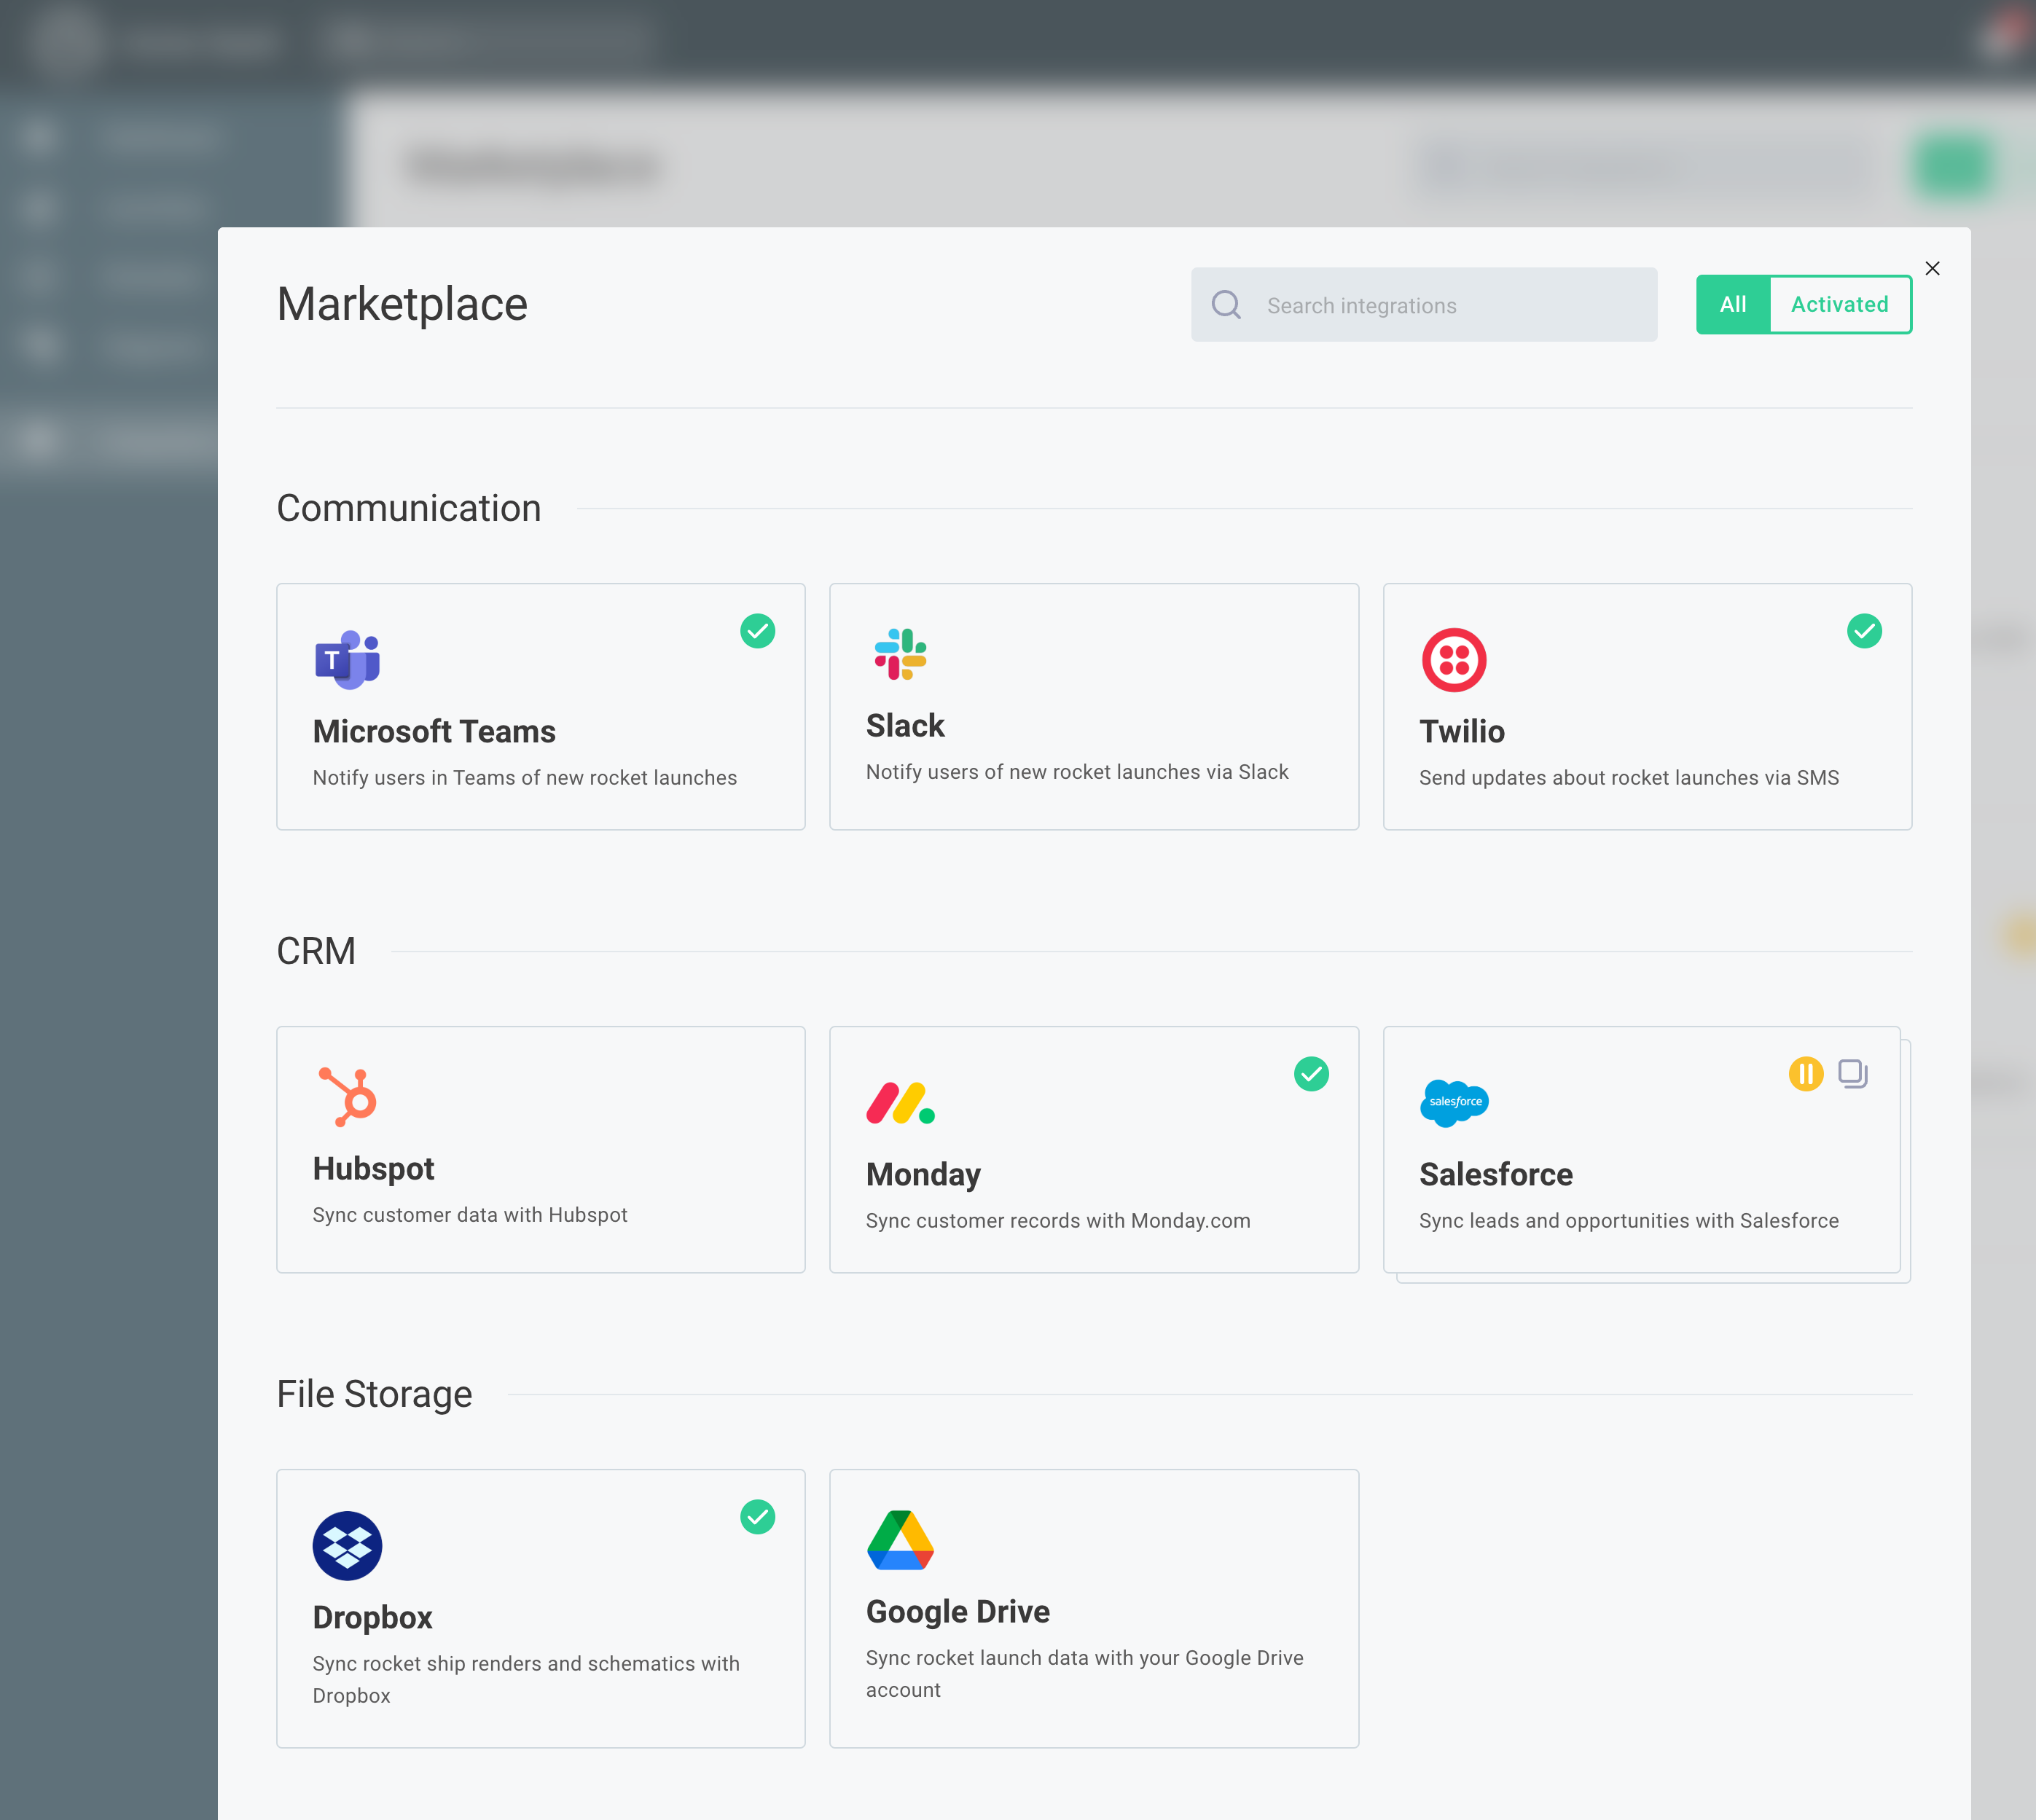 Marketplace
Search integrations
All
Activated
Communication
T
Microsoft Teams
Notify users in Teams of new rocket launches
Slack
Notify users of new rocket launches via Slack
Twilio
Send updates about rocket launches via SMS
CRM
Hubspot
Sync customer data with Hubspot
Monday
Sync customer records with Monday.com
salesforce
Salesforce
Sync leads and opportunities with Salesforce
File Storage
Dropbox
Sync rocket ship renders and schematics with
Dropbox
Google Drive
Sync rocket launch data with your Google Drive
account